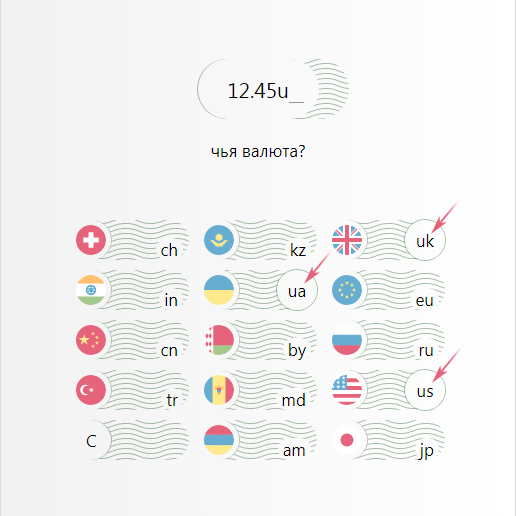 12.45u_
чья валюта?
ch kz uk
in ua eu
cn by ru
tr md us
C am jp